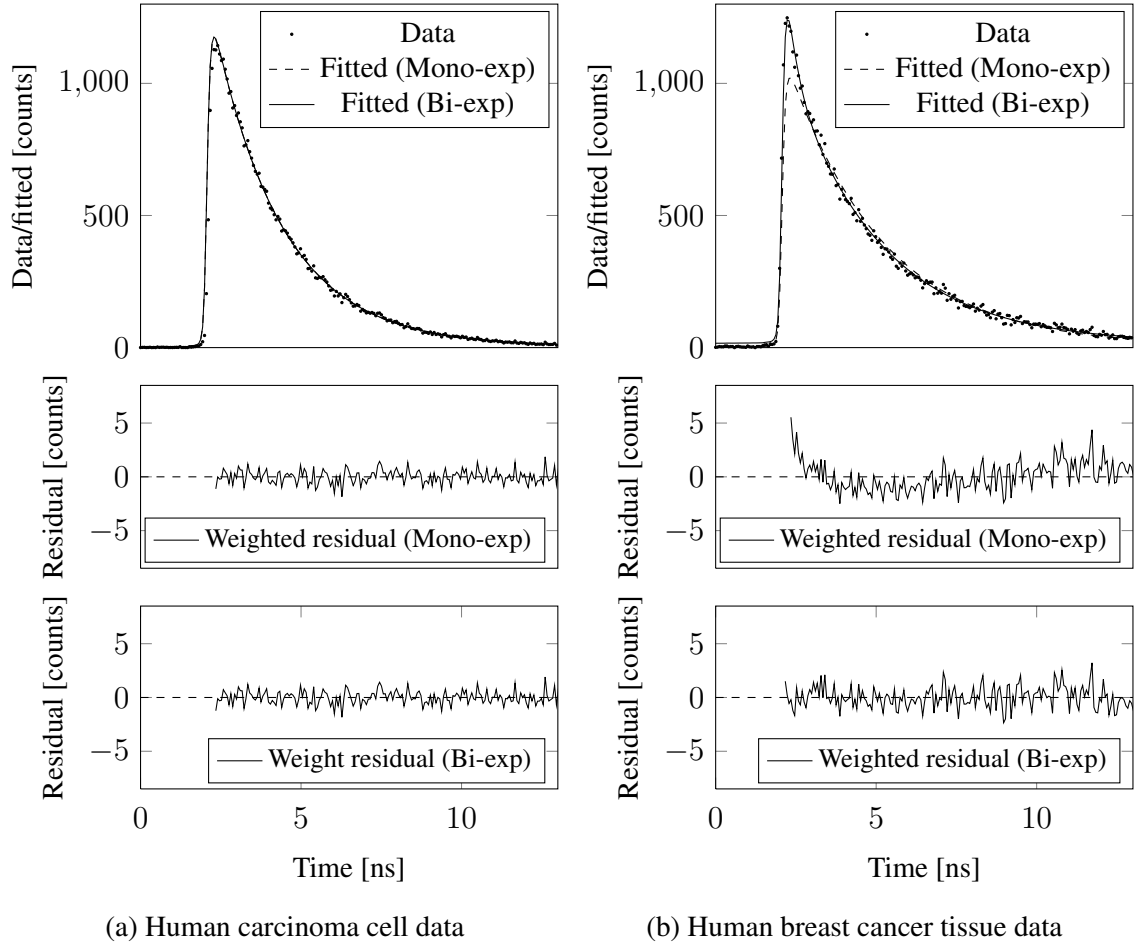 Data/fitted [counts]
1,000
500
0
Data
Fitted (Mono-exp)
Fitted (Bi-exp)
Residual [counts]
5
0
−5
Weighted residual (Mono-exp)
Residual [counts]
5
0
−5
Weight residual (Bi-exp)
0 5 10
Time [ns]
(a) Human carcinoma cell data
Data/fitted [counts]
1,000
500
0
Data
Fitted (Mono-exp)
Fitted (Bi-exp)
Residual [counts]
5
0
−5
Weighted residual (Mono-exp)
Residual [counts]
5
0
−5
Weighted residual (Bi-exp)
0 5 10
Time [ns]
(b) Human breast cancer tissue data